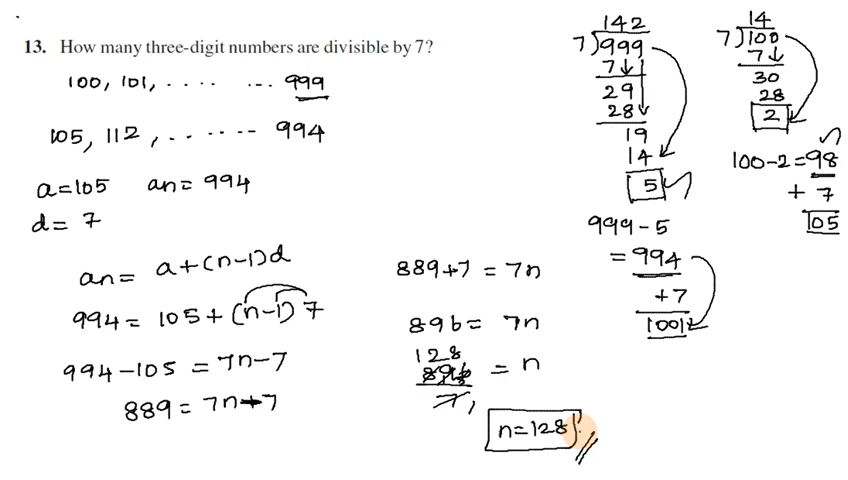 13. How many three-digit numbers are divisible by 7?
100, 101, . . . . . . . 999
105, 112, . . . . . . . 994
a=105 an=994
d= 7
an= a+(n-1)d
994= 105+(n-1)7
994-105 = 7n-7
889=7n-7
889+7 = 7n
896= 7n
128
896 = n
7 1
n=128
142
7)999
7
29
28
19
14
5
999-5
=994
+7
1001
14
7)100
7
30
28
2
100-2=98
+ 7
105